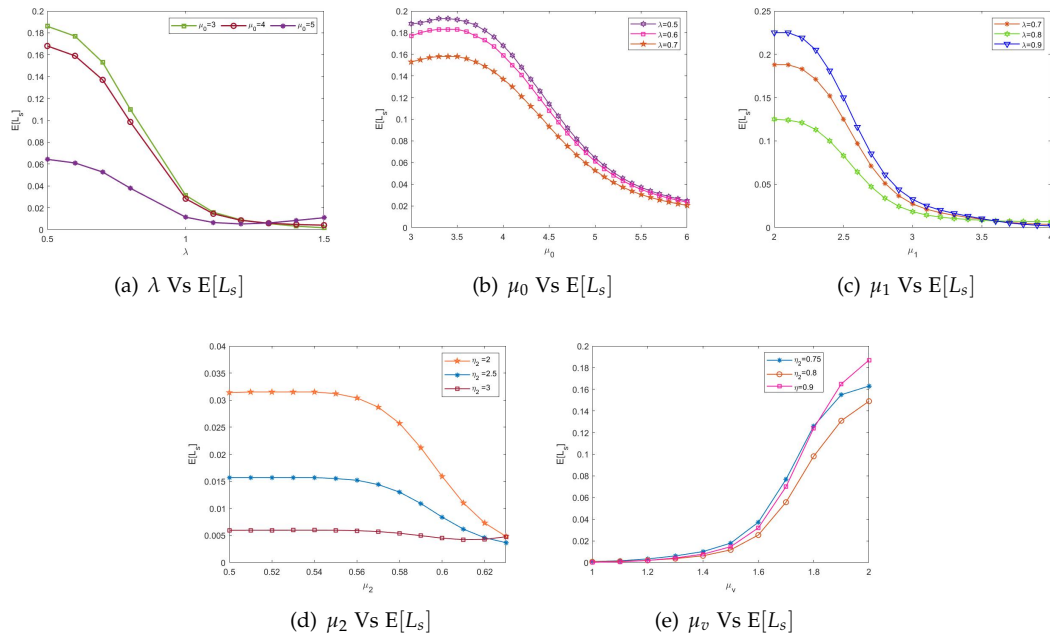 μ₀=3 μ₀=4 μ₀=5
0.2
0.18
0.16
0.14
0.12
0.1
0.08
0.06
0.04
0.02
0
E[Lₛ]
0.5 1 1.5
λ
(a) λ Vs E[Lₛ]
λ=0.5
λ=0.6
λ=0.7
0.2
0.18
0.16
0.14
0.12
0.1
0.08
0.06
0.04
0.02
0
E[Lₛ]
3 3.5 4 4.5 5 5.5 6
μ₀
(b) μ₀ Vs E[Lₛ]
λ=0.7
λ=0.8
λ=0.9
0.25
0.2
0.15
0.1
0.05
0
E[Lₛ]
2 2.5 3 3.5 4
μ₁
(c) μ₁ Vs E[Lₛ]
η₂ =2
η₂ =2.5
η₂ =3
0.04
0.035
0.03
0.025
0.02
0.015
0.01
0.005
0
E[Lₛ]
0.5 0.52 0.54 0.56 0.58 0.6 0.62
μ₂
(d) μ₂ Vs E[Lₛ]
η₂=0.75
η₂=0.8
η=0.9
0.2
0.18
0.16
0.14
0.12
0.1
0.08
0.06
0.04
0.02
0
E[Lₛ]
1 1.2 1.4 1.6 1.8 2
μᵥ
(e) μᵥ Vs E[Lₛ]